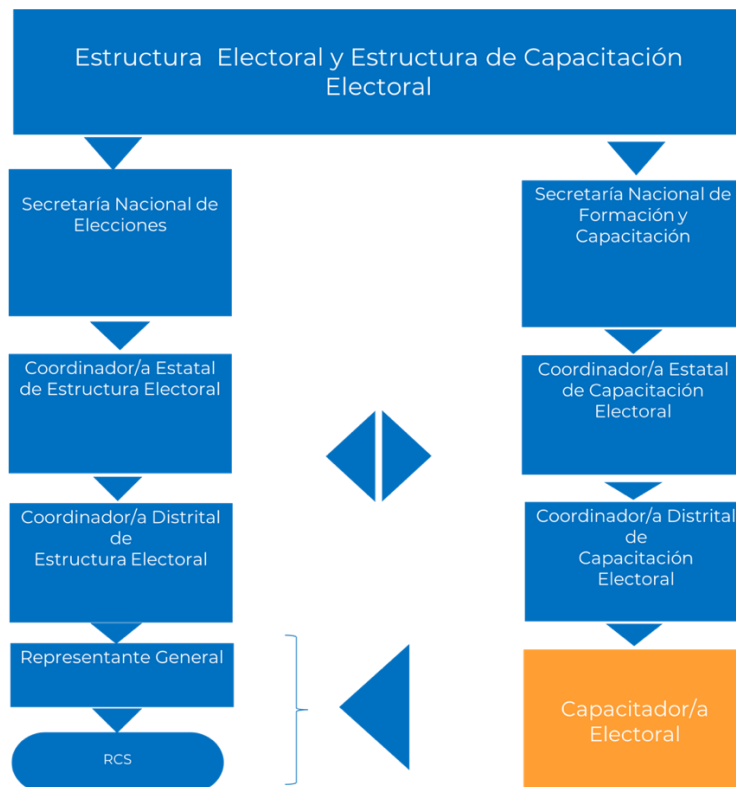 Estructura Electoral y Estructura de Capacitación
Electoral
Secretaría Nacional de
Elecciones
Coordinador/a Estatal
de Estructura Electoral
Coordinador/a Distrital
de
Estructura Electoral
Representante General
RCS
Secretaría Nacional de
Formación y
Capacitación
Coordinador/a Estatal
de Capacitación
Electoral
Coordinador/a Distrital
de
Capacitación
Electoral
Capacitador/a
Electoral